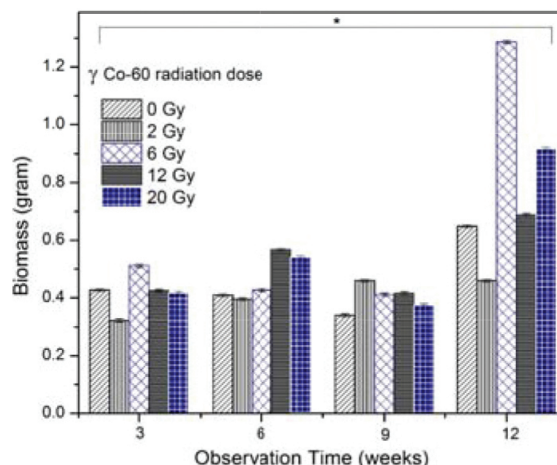 *
γ Co-60 radiation dose
0 Gy
2 Gy
6 Gy
12 Gy
20 Gy
Biomass (gram)
1.2
1.0
0.8
0.6
0.4
0.2
0.0
3 6 9 12
Observation Time (weeks)